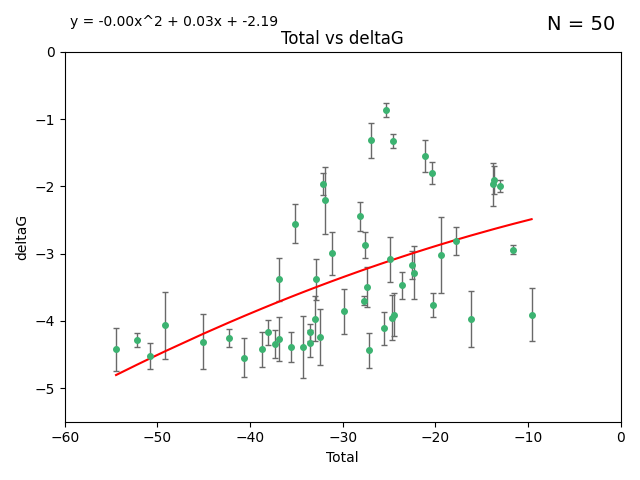 y = -0.00x^2 + 0.03x + -2.19
N = 50
Total vs deltaG
0
−1
−2
−3
−4
−5
deltaG
−60 −50 −40 −30 −20 −10 0
Total